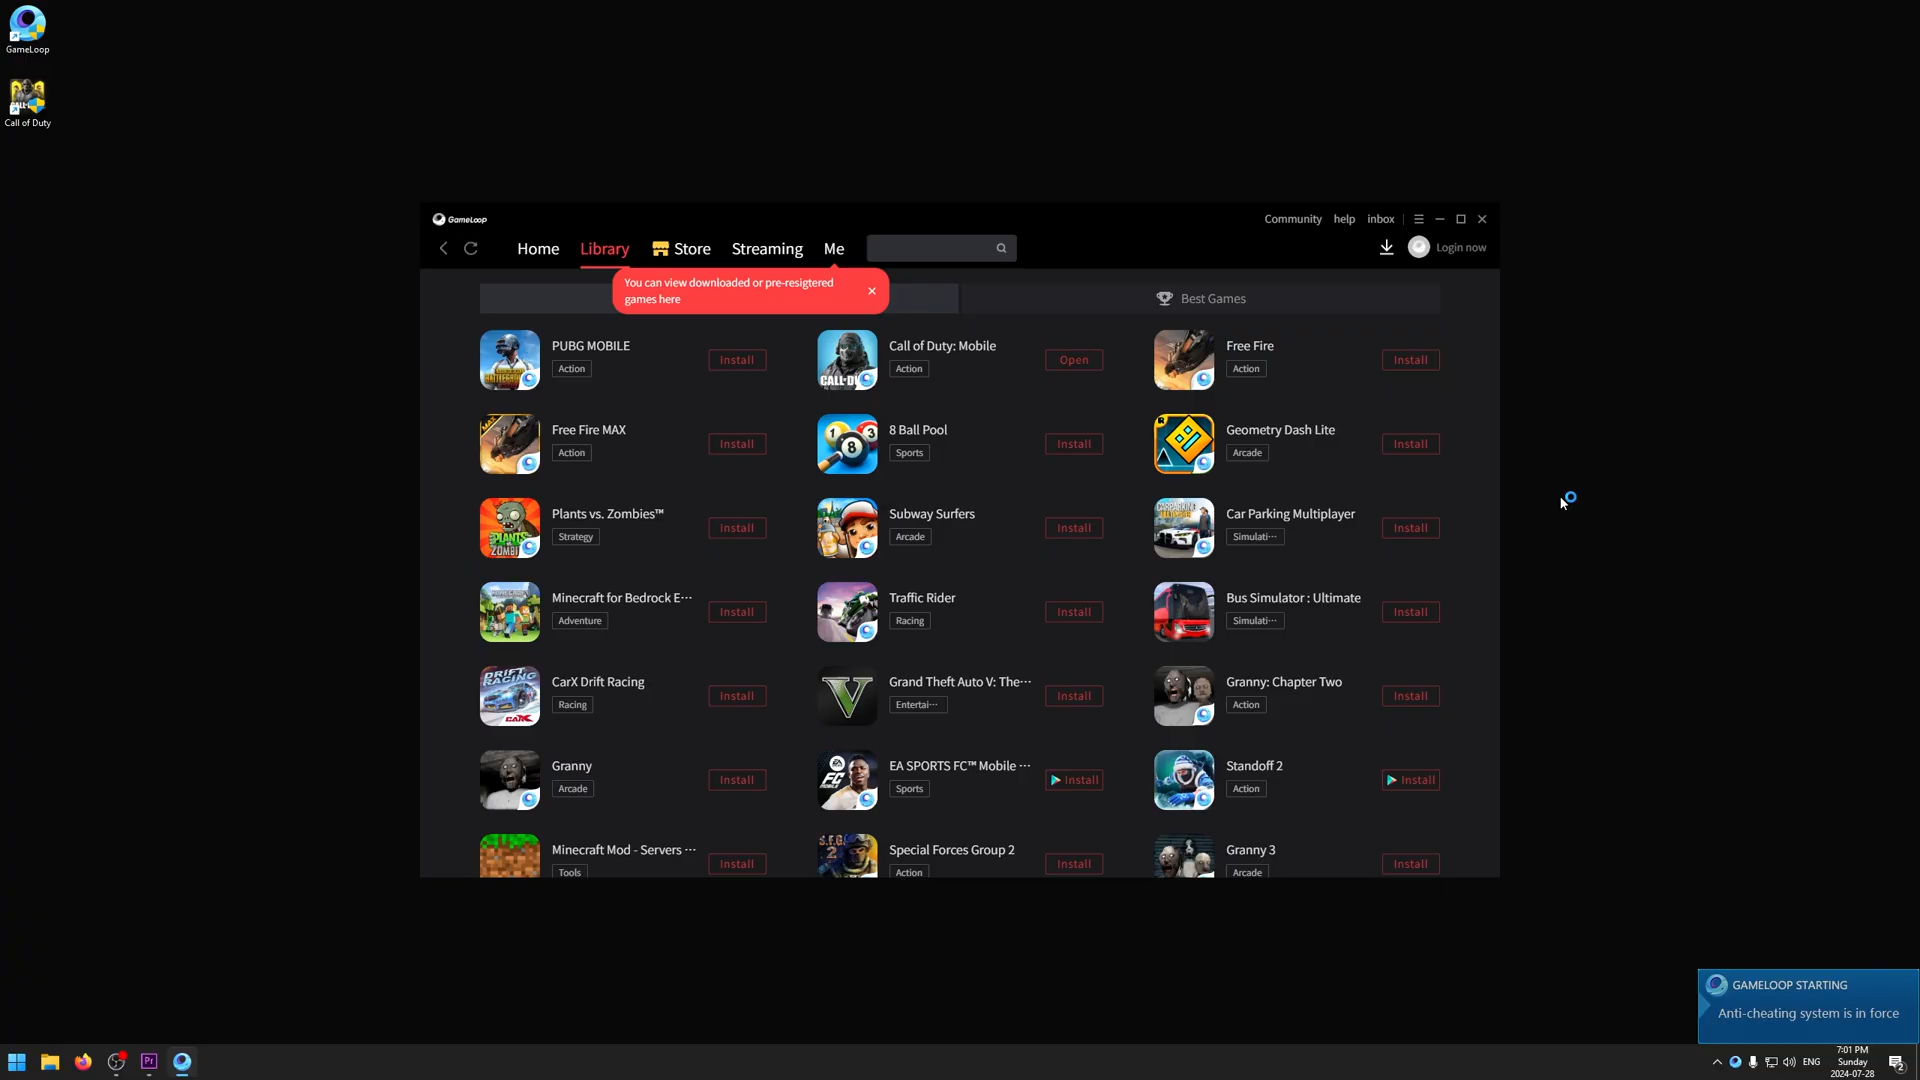 GameLoop
Call of Duty
GameLoop
Community
help
inbox
Home
Library
Store
Streaming
Me
Login now
You can view downloaded or pre-resigtered
games here
Best Games
PUBG MOBILE
Action
Install
Call of Duty: Mobile
Action
Open
Free Fire
Action
Install
Free Fire MAX
Action
Install
8 Ball Pool
Sports
Install
Geometry Dash Lite
Arcade
Install
Plants vs. Zombies™
Strategy
Install
Subway Surfers
Arcade
Install
Car Parking Multiplayer
Simulati···
Install
Minecraft for Bedrock E···
Adventure
Install
Traffic Rider
Racing
Install
Bus Simulator : Ultimate
Simulati···
Install
CarX Drift Racing
Racing
Install
Grand Theft Auto V: The···
Entertai···
Install
Granny: Chapter Two
Action
Install
Granny
Arcade
Install
EA SPORTS FC™ Mobile ···
Sports
Install
Standoff 2
Action
Install
Minecraft Mod - Servers ···
Tools
Install
Special Forces Group 2
Action
Install
Granny 3
Arcade
Install
GAMELOOP STARTING
Anti-cheating system is in force
Pr
ENG
7:01 PM
Sunday
2024-07-28
2